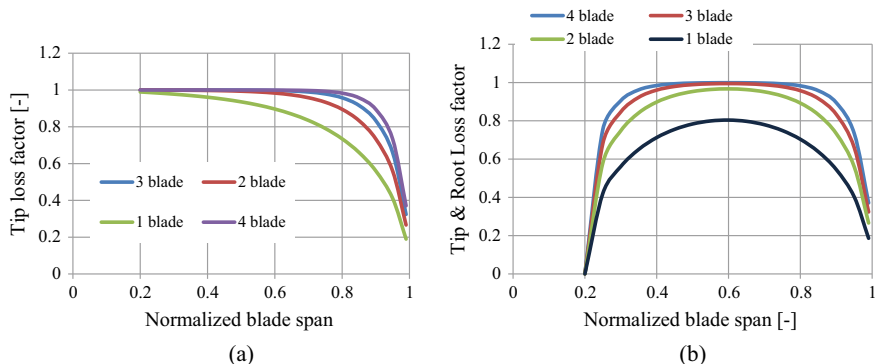 1.2
1
0.8
0.6
0.4
0.2
0
Tip loss factor [-]
3 blade
2 blade
1 blade
4 blade
0
0.2
0.4
0.6
0.8
1
Normalized blade span
(a)
4 blade
3 blade
2 blade
1 blade
1.2
1
0.8
0.6
0.4
0.2
0
Tip & Root Loss factor
0
0.2
0.4
0.6
0.8
1
Normalized blade span [-]
(b)